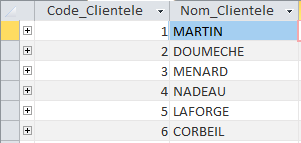 Code_Clientele Nom_Clientele
1 MARTIN
2 DOUMECHE
3 MENARD
4 NADEAU
5 LAFORGE
6 CORBEIL